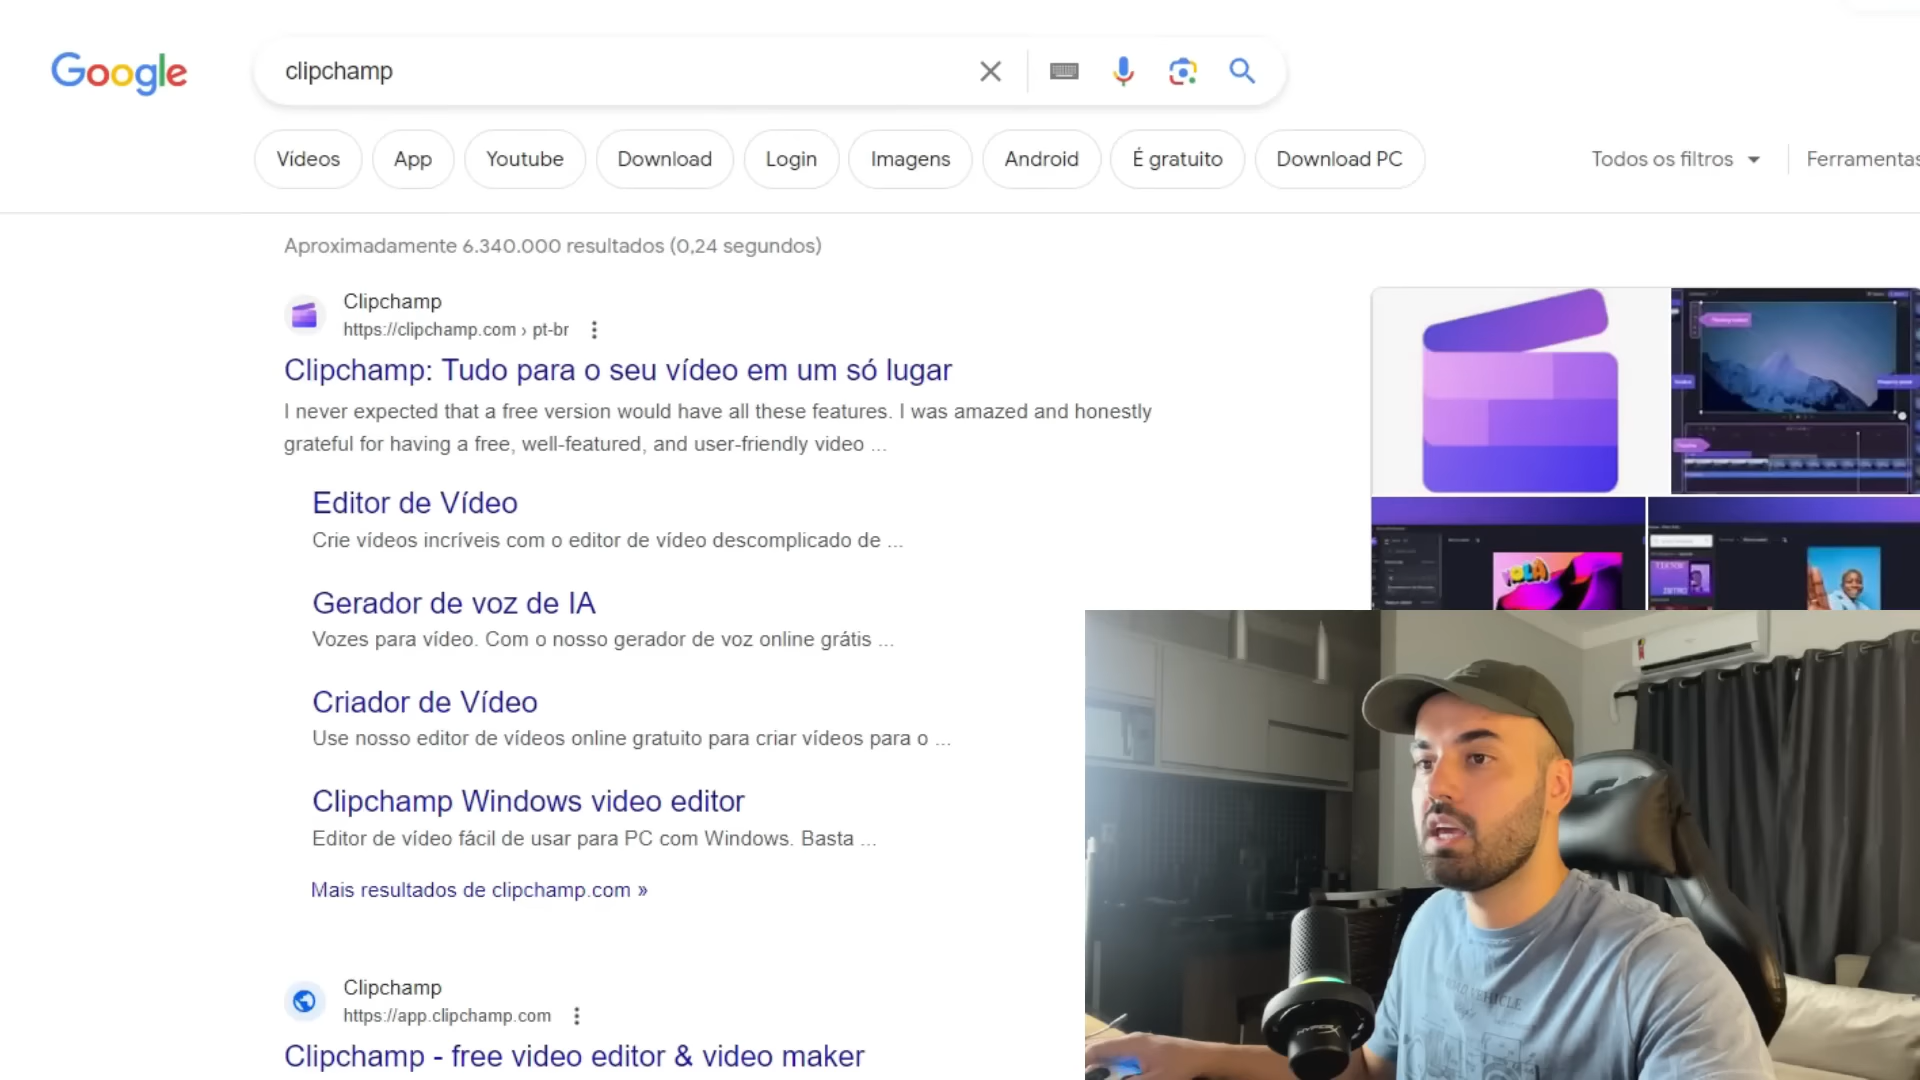 Google
clipchamp
Vídeos
App
Youtube
Download
Login
Imagens
Android
É gratuito
Download PC
Todos os filtros
Ferramentas
Aproximadamente 6.340.000 resultados (0,24 segundos)
Clipchamp
https://clipchamp.com › pt-br
Clipchamp: Tudo para o seu vídeo em um só lugar
I never expected that a free version would have all these features. I was amazed and honestly
grateful for having a free, well-featured, and user-friendly video ...
Editor de Vídeo
Crie vídeos incríveis com o editor de vídeo descomplicado de ...
Gerador de voz de IA
Vozes para vídeo. Com o nosso gerador de voz online grátis ...
Criador de Vídeo
Use nosso editor de vídeos online gratuito para criar vídeos para o ...
Clipchamp Windows video editor
Editor de vídeo fácil de usar para PC com Windows. Basta ...
Mais resultados de clipchamp.com »
Clipchamp
https://app.clipchamp.com
Clipchamp - free video editor & video maker
HYPERX